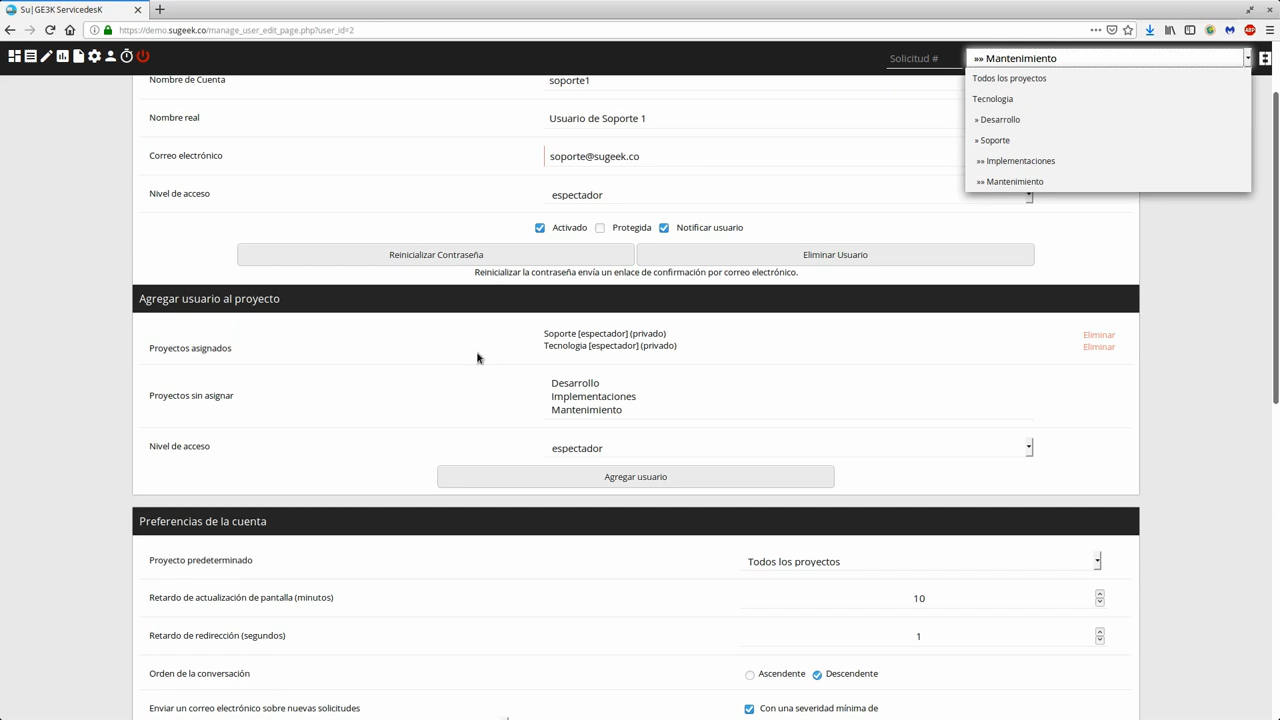 Su|GE3K ServicedesK
https://demo.sugeek.co/manage_user_edit_page.php?user_id=2
ABP
Solicitud #
»» Mantenimiento
Todos los proyectos
Tecnologia
» Desarrollo
» Soporte
»» Implementaciones
»» Mantenimiento
Nombre de Cuenta soporte1
Nombre real Usuario de Soporte 1
Correo electrónico soporte@sugeek.co
Nivel de acceso espectador
Activado Protegida Notificar usuario
Reinicializar Contraseña Eliminar Usuario
Reinicializar la contraseña envía un enlace de confirmación por correo electrónico.
Agregar usuario al proyecto
Proyectos asignados
Soporte [espectador] (privado) Eliminar
Tecnologia [espectador] (privado) Eliminar
Proyectos sin asignar
Desarrollo
Implementaciones
Mantenimiento
Nivel de acceso espectador
Agregar usuario
Preferencias de la cuenta
Proyecto predeterminado Todos los proyectos
Retardo de actualización de pantalla (minutos) 10
Retardo de redirección (segundos) 1
Orden de la conversación Ascendente Descendente
Enviar un correo electrónico sobre nuevas solicitudes Con una severidad mínima de